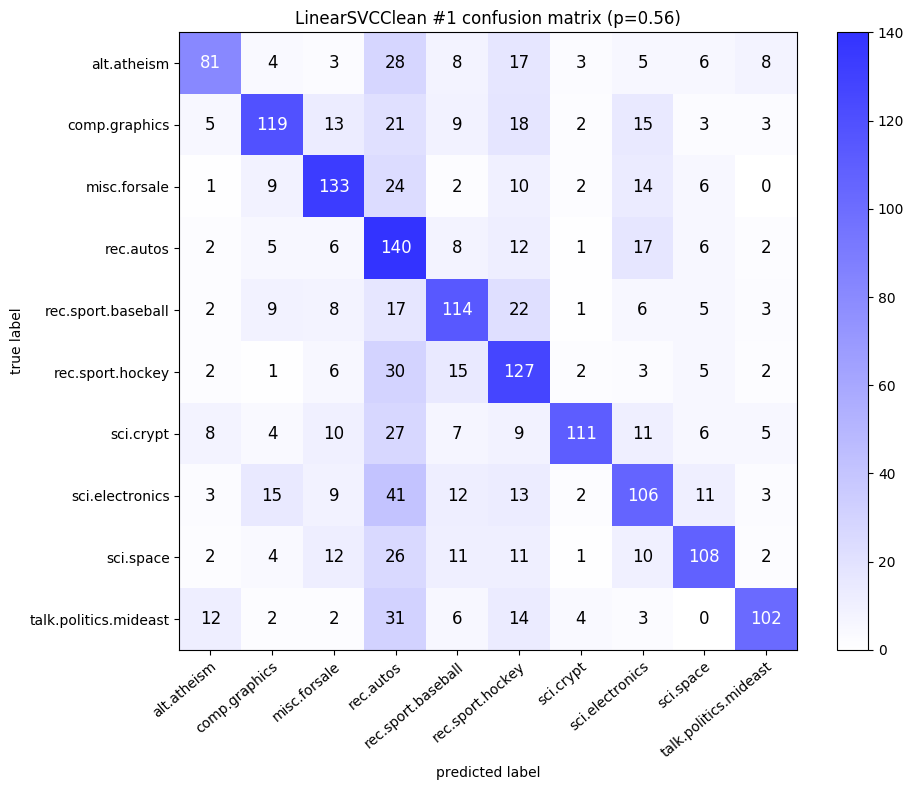 LinearSVCClean #1 confusion matrix (p=0.56)
alt.atheism 81 4 3 28 8 17 3 5 6 8
comp.graphics 5 119 13 21 9 18 2 15 3 3
misc.forsale 1 9 133 24 2 10 2 14 6 0
rec.autos 2 5 6 140 8 12 1 17 6 2
rec.sport.baseball 2 9 8 17 114 22 1 6 5 3
rec.sport.hockey 2 1 6 30 15 127 2 3 5 2
sci.crypt 8 4 10 27 7 9 111 11 6 5
sci.electronics 3 15 9 41 12 13 2 106 11 3
sci.space 2 4 12 26 11 11 1 10 108 2
talk.politics.mideast 12 2 2 31 6 14 4 3 0 102
true label
alt.atheism
comp.graphics
misc.forsale
rec.autos
rec.sport.baseball
rec.sport.hockey
sci.crypt
sci.electronics
sci.space
talk.politics.mideast
predicted label
140
120
100
80
60
40
20
0